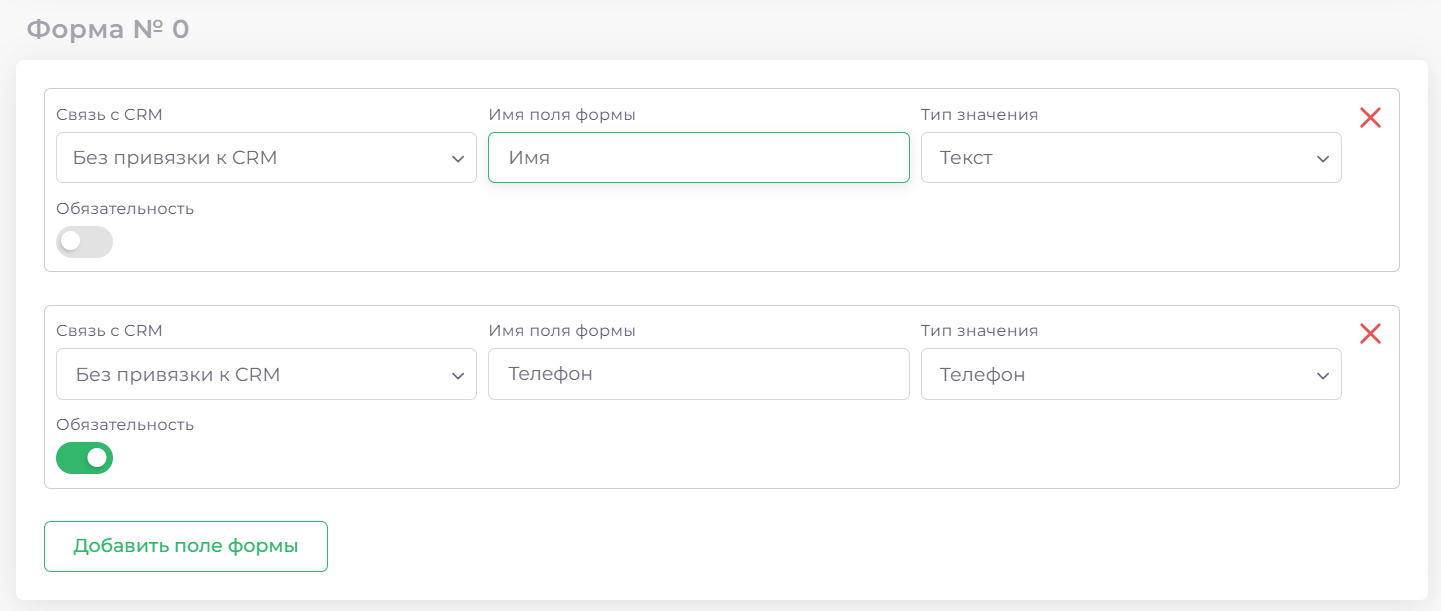 Форма № 0
Связь с CRM Имя поля формы Тип значения
Без привязки к CRM Имя Текст
Обязательность
Связь с CRM Имя поля формы Тип значения
Без привязки к CRM Телефон Телефон
Обязательность
Добавить поле формы